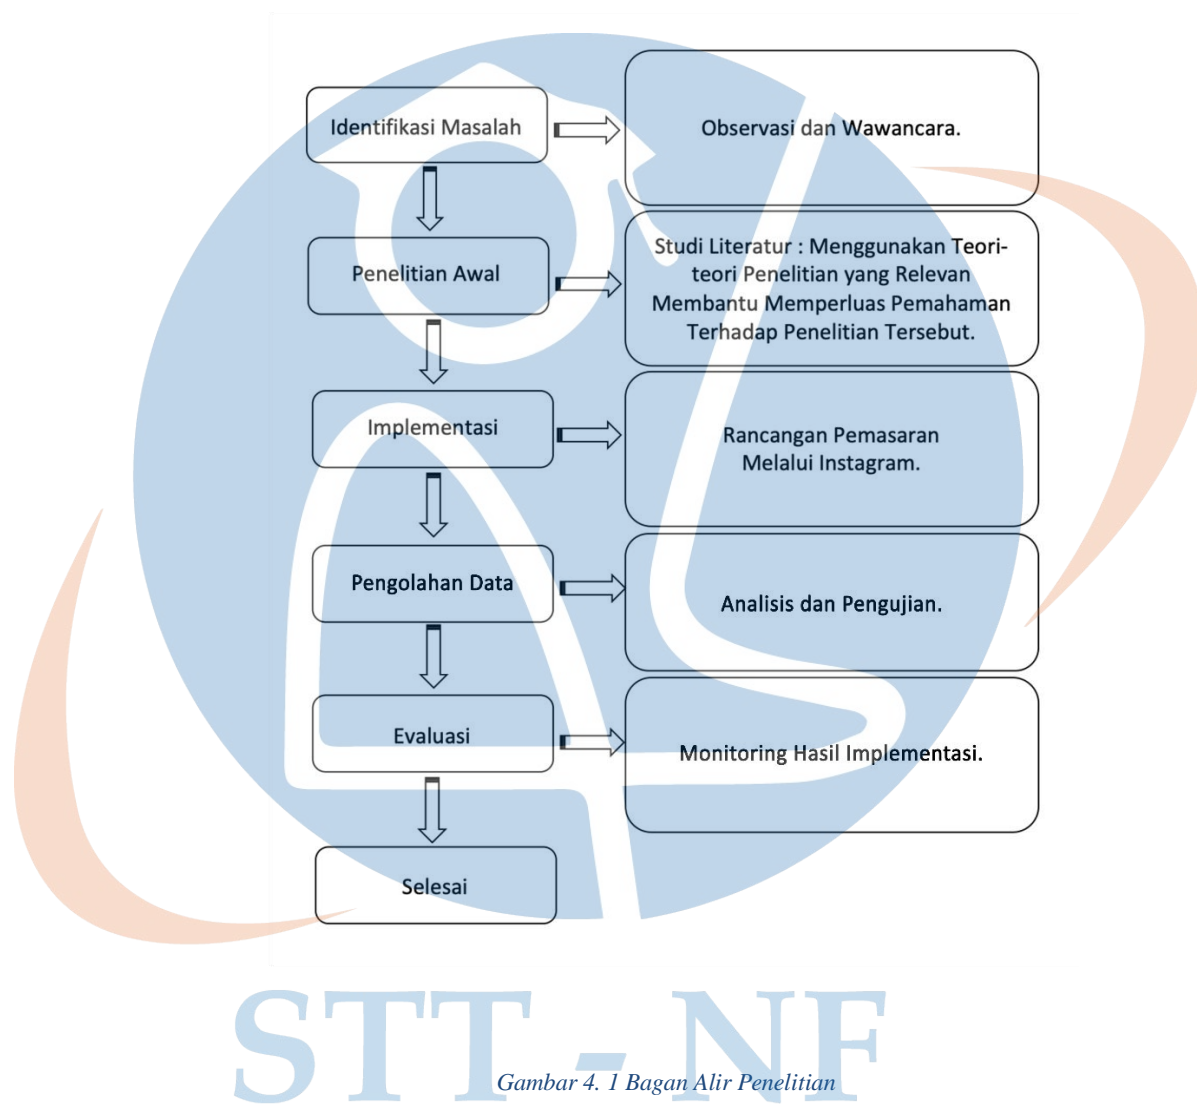 Identifikasi Masalah
Observasi dan Wawancara.
Penelitian Awal
Studi Literatur : Menggunakan Teori-
teori Penelitian yang Relevan
Membantu Memperluas Pemahaman
Terhadap Penelitian Tersebut.
Implementasi
Rancangan Pemasaran
Melalui Instagram.
Pengolahan Data
Analisis dan Pengujian.
Evaluasi
Monitoring Hasil Implementasi.
Selesai
STT - NF
Gambar 4. 1 Bagan Alir Penelitian